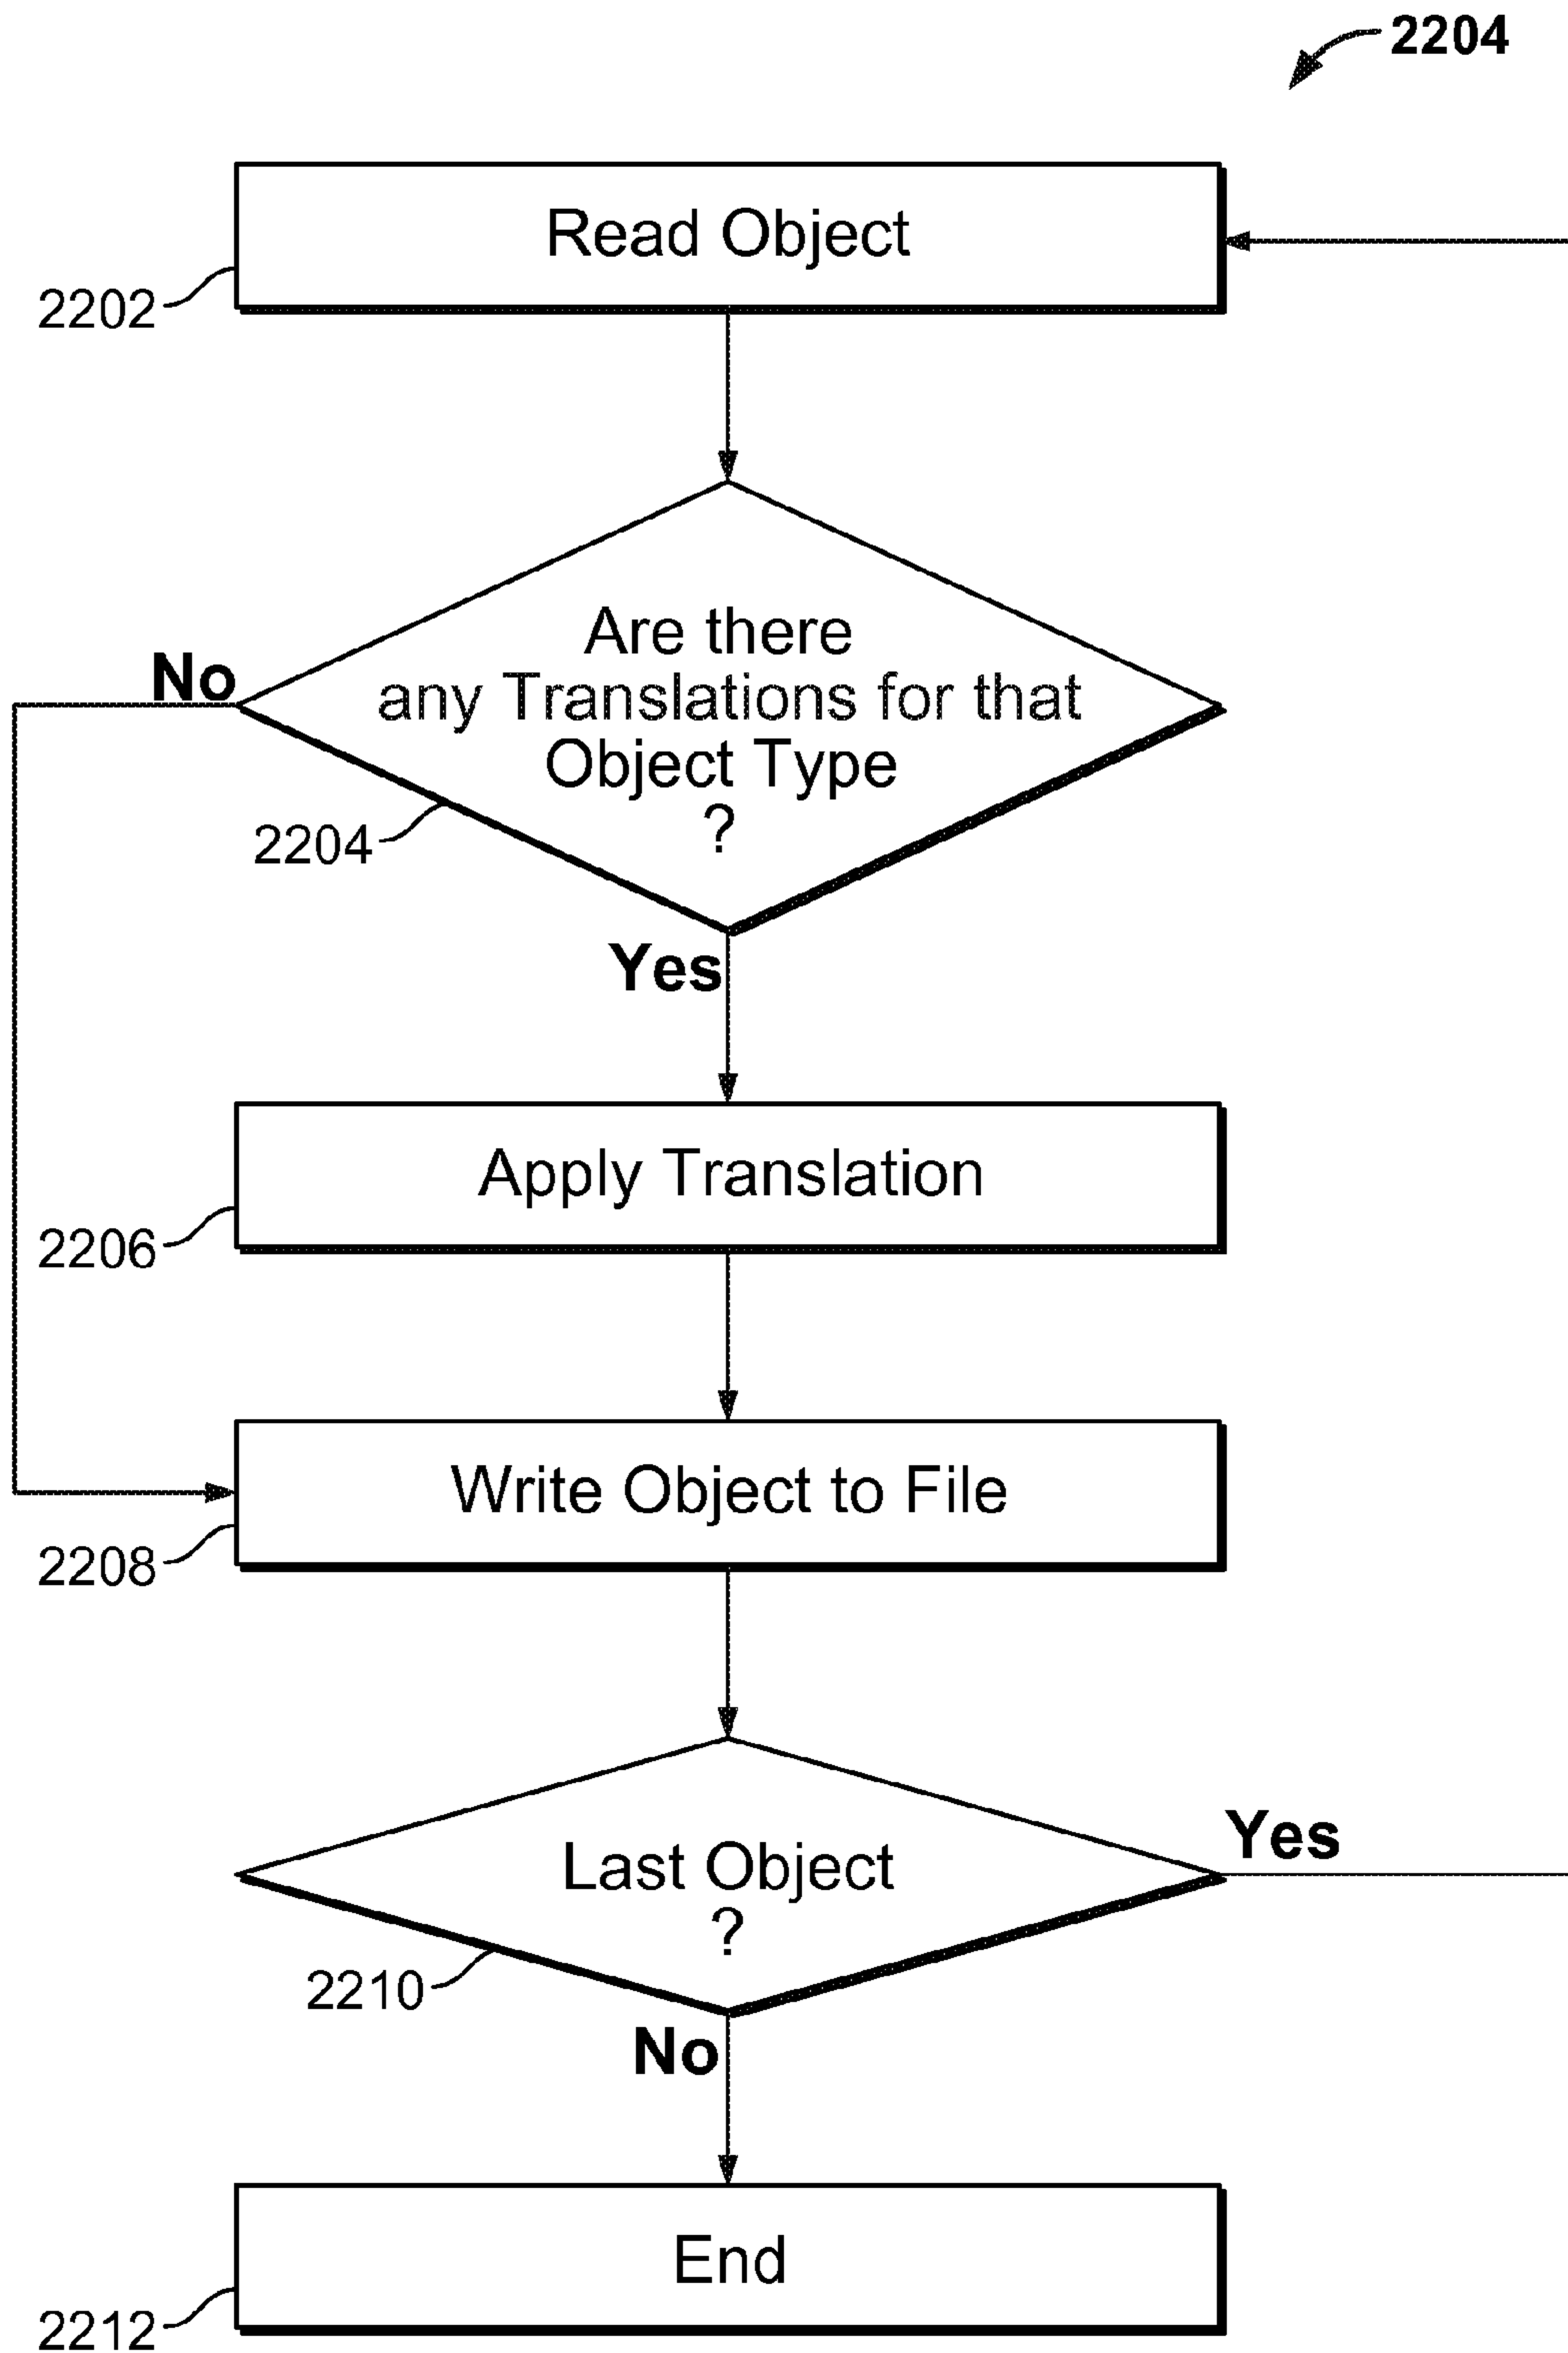 2204
Read Object
2202
Are there
No
any Translations for that
Object Type
?
2204
Yes
Apply Translation
2206
Write Object to File
2208
Last Object
?
Yes
2210
No
End
2212